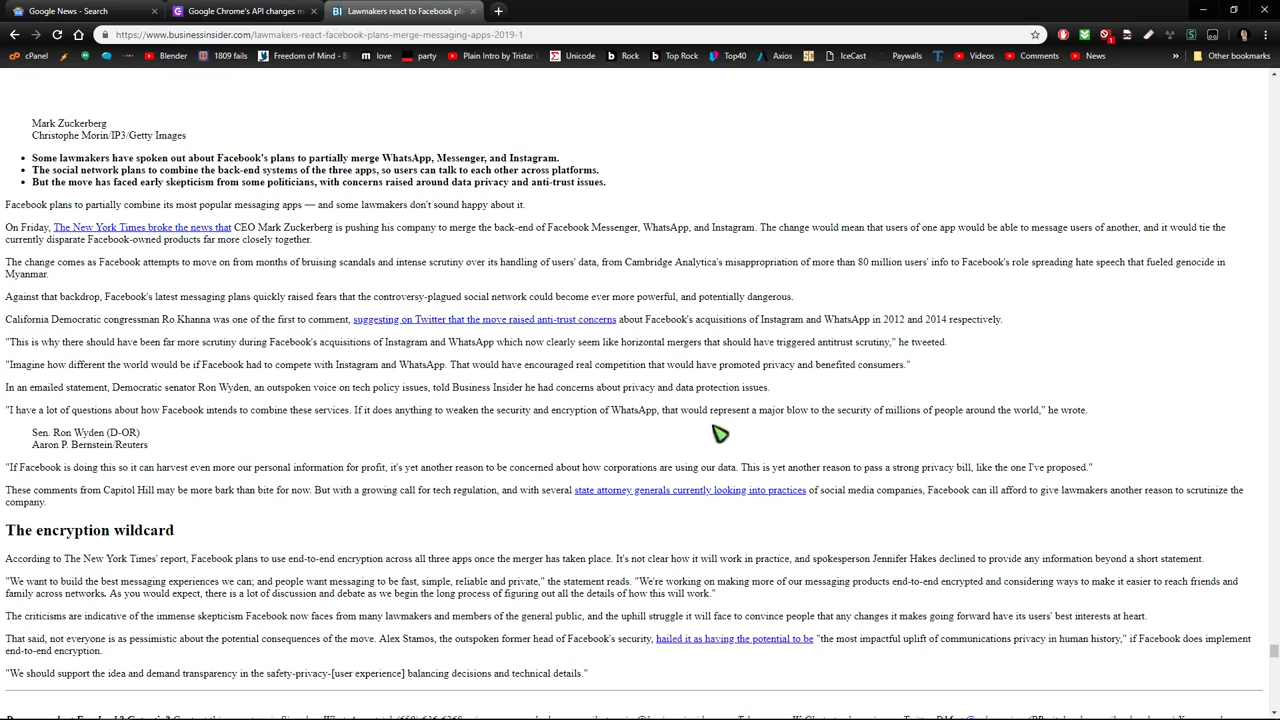 Google News - Search
Google Chrome's API changes m
Lawmakers react to Facebook pl
https://www.businessinsider.com/lawmakers-react-facebook-plans-merge-messaging-apps-2019-1
cPanel Blender 1809 fails Freedom of Mind - B love party Plain Intro by Tristar Unicode Rock Top Rock Top40 Axios IceCast Paywalls Videos Comments News » Other bookmarks
Mark Zuckerberg
Christophe Morin/IP3/Getty Images
• Some lawmakers have spoken out about Facebook's plans to partially merge WhatsApp, Messenger, and Instagram.
• The social network plans to combine the back-end systems of the three apps, so users can talk to each other across platforms.
• But the move has faced early skepticism from some politicians, with concerns raised around data privacy and anti-trust issues.
Facebook plans to partially combine its most popular messaging apps — and some lawmakers don't sound happy about it.
On Friday, The New York Times broke the news that CEO Mark Zuckerberg is pushing his company to merge the back-end of Facebook Messenger, WhatsApp, and Instagram. The change would mean that users of one app would be able to message users of another, and it would tie the
currently disparate Facebook-owned products far more closely together.
The change comes as Facebook attempts to move on from months of bruising scandals and intense scrutiny over its handling of users' data, from Cambridge Analytica's misappropriation of more than 80 million users' info to Facebook's role spreading hate speech that fueled genocide in
Myanmar.
Against that backdrop, Facebook's latest messaging plans quickly raised fears that the controversy-plagued social network could become ever more powerful, and potentially dangerous.
California Democratic congressman Ro Khanna was one of the first to comment, suggesting on Twitter that the move raised anti-trust concerns about Facebook's acquisitions of Instagram and WhatsApp in 2012 and 2014 respectively.
"This is why there should have been far more scrutiny during Facebook's acquisitions of Instagram and WhatsApp which now clearly seem like horizontal mergers that should have triggered antitrust scrutiny," he tweeted.
"Imagine how different the world would be if Facebook had to compete with Instagram and WhatsApp. That would have encouraged real competition that would have promoted privacy and benefited consumers."
In an emailed statement, Democratic senator Ron Wyden, an outspoken voice on tech policy issues, told Business Insider he had concerns about privacy and data protection issues.
"I have a lot of questions about how Facebook intends to combine these services. If it does anything to weaken the security and encryption of WhatsApp, that would represent a major blow to the security of millions of people around the world," he wrote.
Sen. Ron Wyden (D-OR)
Aaron P. Bernstein/Reuters
"If Facebook is doing this so it can harvest even more our personal information for profit, it's yet another reason to be concerned about how corporations are using our data. This is yet another reason to pass a strong privacy bill, like the one I've proposed."
These comments from Capitol Hill may be more bark than bite for now. But with a growing call for tech regulation, and with several state attorney generals currently looking into practices of social media companies, Facebook can ill afford to give lawmakers another reason to scrutinize the
company.
The encryption wildcard
According to The New York Times' report, Facebook plans to use end-to-end encryption across all three apps once the merger has taken place. It's not clear how it will work in practice, and spokesperson Jennifer Hakes declined to provide any information beyond a short statement.
"We want to build the best messaging experiences we can; and people want messaging to be fast, simple, reliable and private," the statement reads. "We're working on making more of our messaging products end-to-end encrypted and considering ways to make it easier to reach friends and
family across networks. As you would expect, there is a lot of discussion and debate as we begin the long process of figuring out all the details of how this will work."
The criticisms are indicative of the immense skepticism Facebook now faces from many lawmakers and members of the general public, and the uphill struggle it will face to convince people that any changes it makes going forward have its users' best interests at heart.
That said, not everyone is as pessimistic about the potential consequences of the move. Alex Stamos, the outspoken former head of Facebook's security, hailed it as having the potential to be "the most impactful uplift of communications privacy in human history," if Facebook does implement
end-to-end encryption.
"We should support the idea and demand transparency in the safety-privacy-[user experience] balancing decisions and technical details."